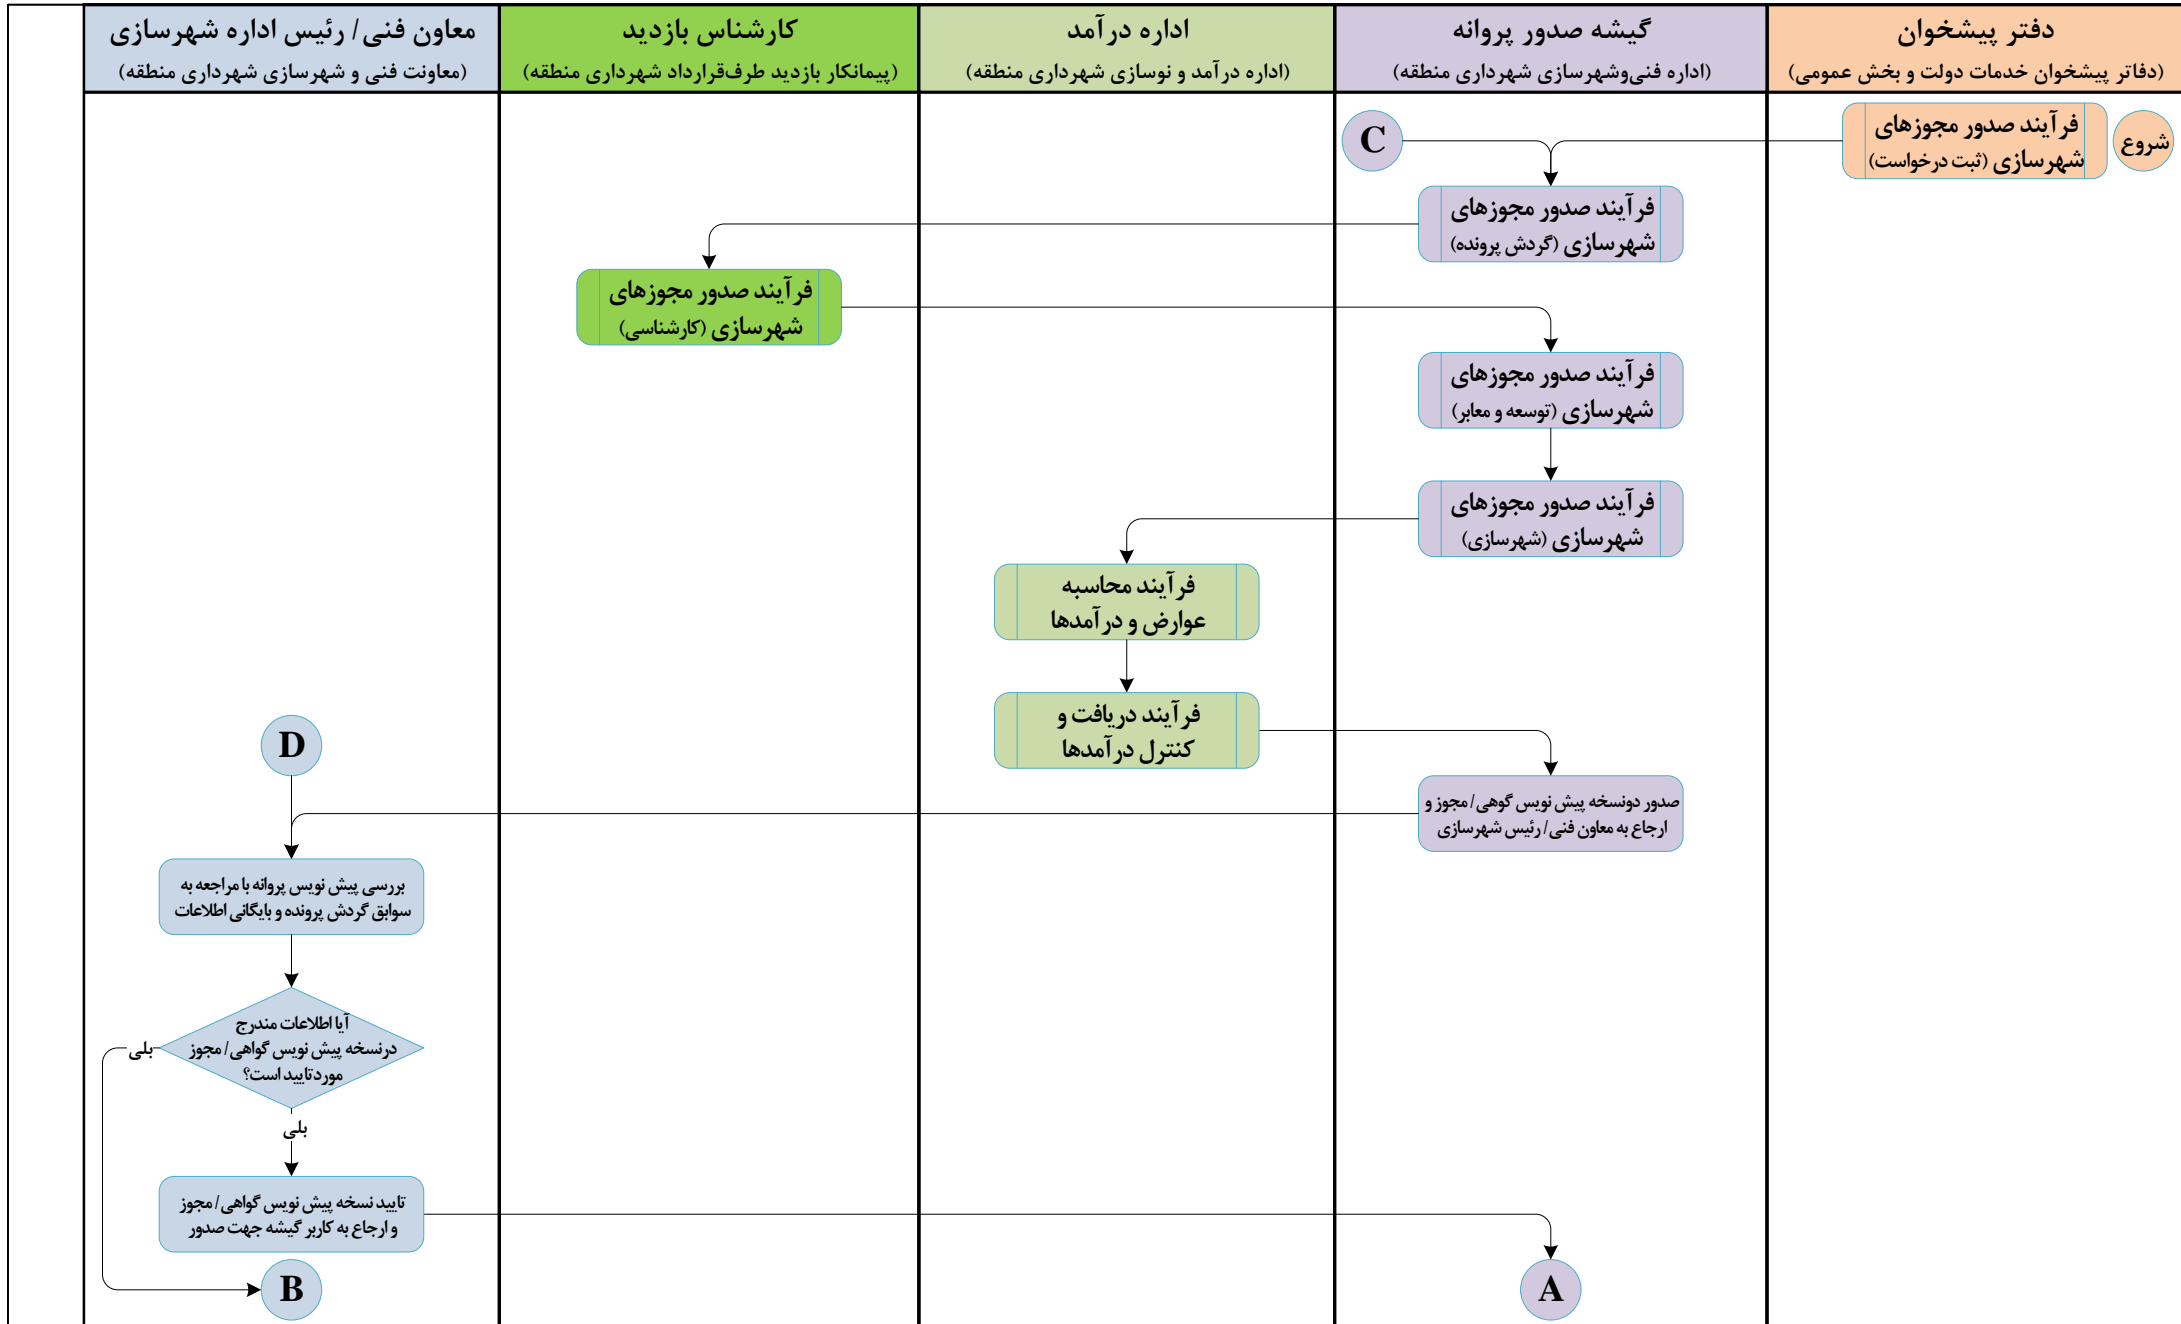 دفتر پیشخوان
(دفاتر پیشخوان خدمات دولت و بخش عمومی)
گیشه صدور پروانه
(اداره فنی‌وشهرسازی شهرداری منطقه)
اداره درآمد
(اداره درآمد و نوسازی شهرداری منطقه)
کارشناس بازدید
(پیمانکار بازدید طرف‌قرارداد شهرداری منطقه)
معاون فنی/ رئیس اداره شهرسازی
(معاونت فنی و شهرسازی شهرداری منطقه)
شروع
فرآیند صدور مجوزهای
شهرسازی (ثبت درخواست)
C
فرآیند صدور مجوزهای
شهرسازی (گردش پرونده)
فرآیند صدور مجوزهای
شهرسازی (کارشناسی)
فرآیند صدور مجوزهای
شهرسازی (توسعه و معابر)
فرآیند صدور مجوزهای
شهرسازی (شهرسازی)
فرآیند محاسبه
عوارض و درآمدها
فرآیند دریافت و
کنترل درآمدها
D
صدور دونسخه پیش نویس گوهی/ مجوز و
ارجاع به معاون فنی/ رئیس شهرسازی
بررسی پیش نویس پروانه با مراجعه به
سوابق گردش پرونده و بایگانی اطلاعات
آیا اطلاعات مندرج
درنسخه پیش نویس گواهی/ مجوز
موردتایید است؟
بلی
بلی
تایید نسخه پیش نویس گواهی/ مجوز
و ارجاع به کاربر گیشه جهت صدور
A
B